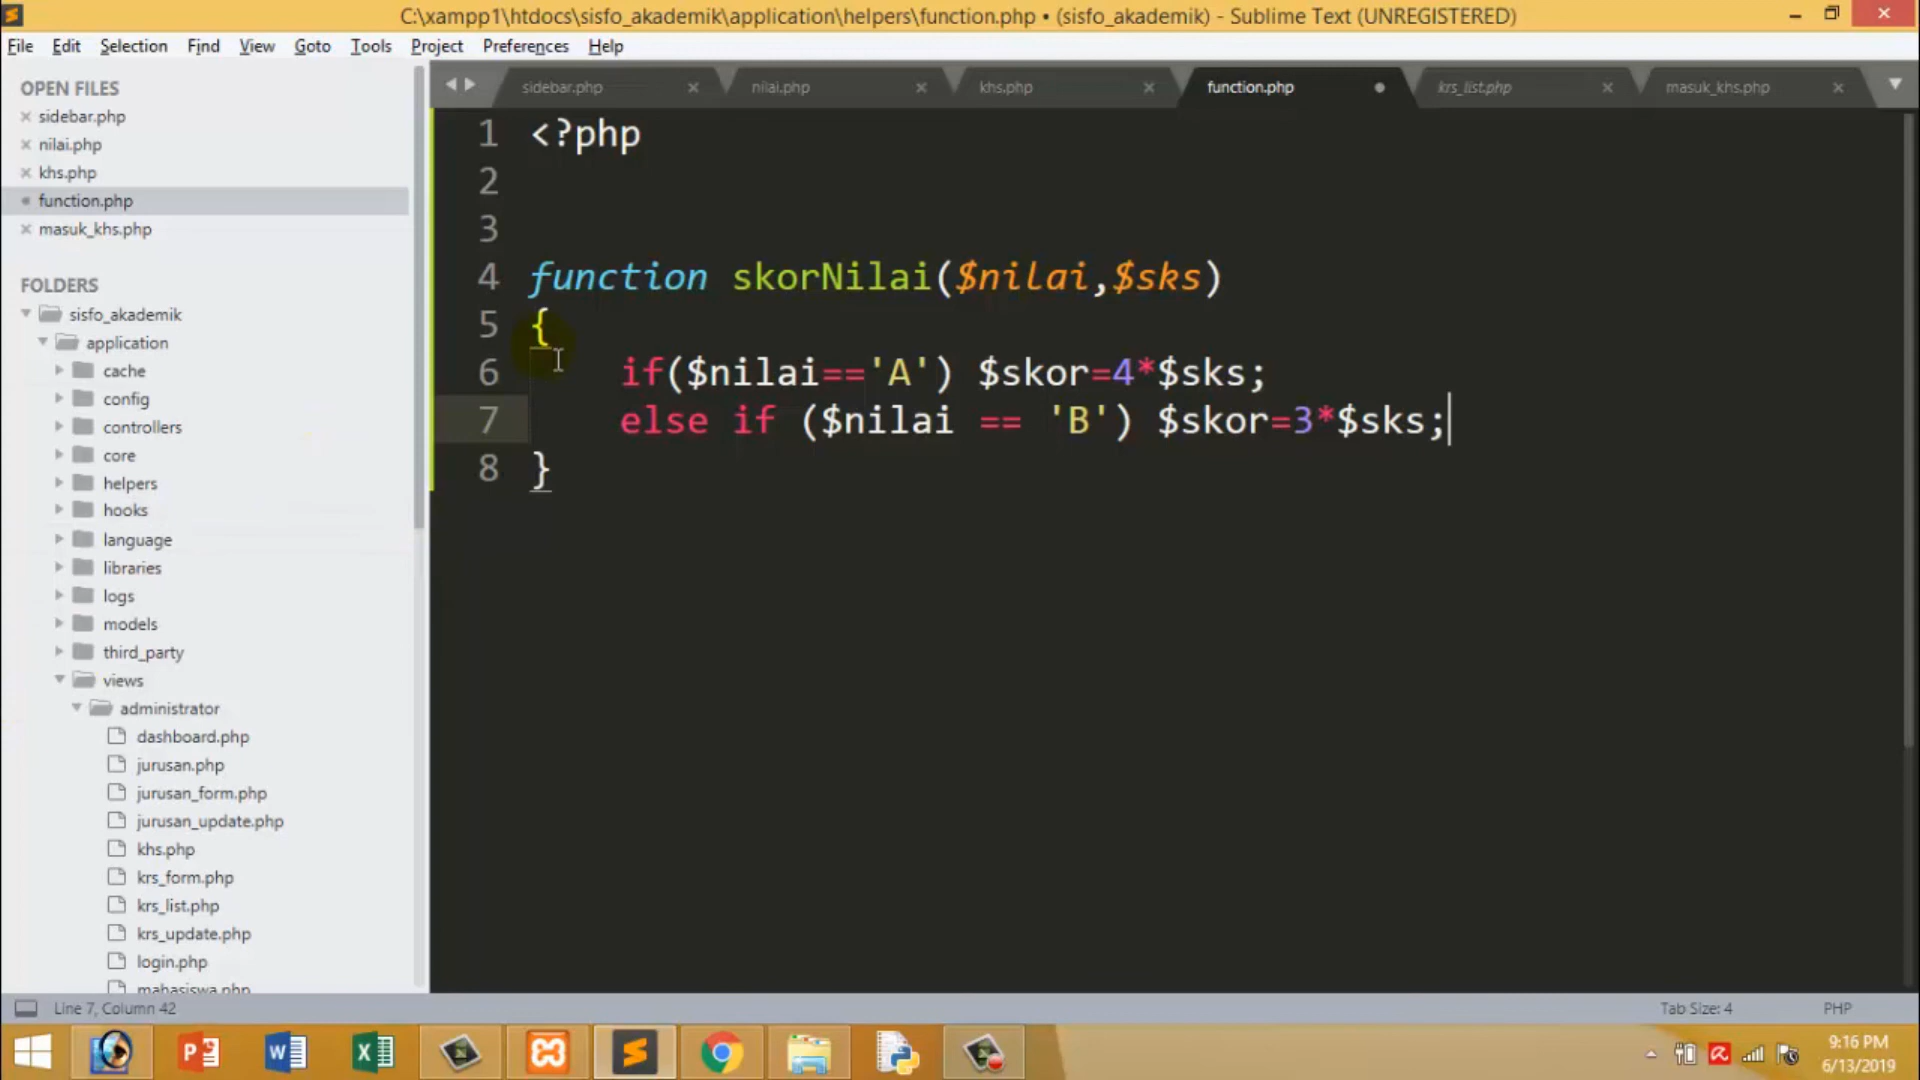 C:\xampp1\htdocs\sisfo_akademik\application\helpers\function.php • (sisfo_akademik) - Sublime Text (UNREGISTERED)
File Edit Selection Find Goto Tools Project Preferences Help
OPEN FILES
sidebar.php
nilai.php
khs.php
function.php
masuk_khs.php
FOLDERS
sisfo_akademik
application
cache
config
controllers
core
helpers
hooks
language
libraries
logs
models
third_party
views
administrator
dashboard.php
jurusan.php
jurusan_form.php
jurusan_update.php
khs.php
krs_form.php
krs_list.php
krs_update.php
login.php
mahasiswa.php
sidebar.php nilai.php khs.php function.php krs_list.php masuk_khs.php
1 <?php
2
3
4 function skorNilai($nilai,$sks)
5 {
6 if($nilai=='A') $skor=4*$sks;
7 else if ($nilai == 'B') $skor=3*$sks;
8 }
Line 7, Column 42
Tab Size: 4
PHP
9:16 PM
6/13/2019